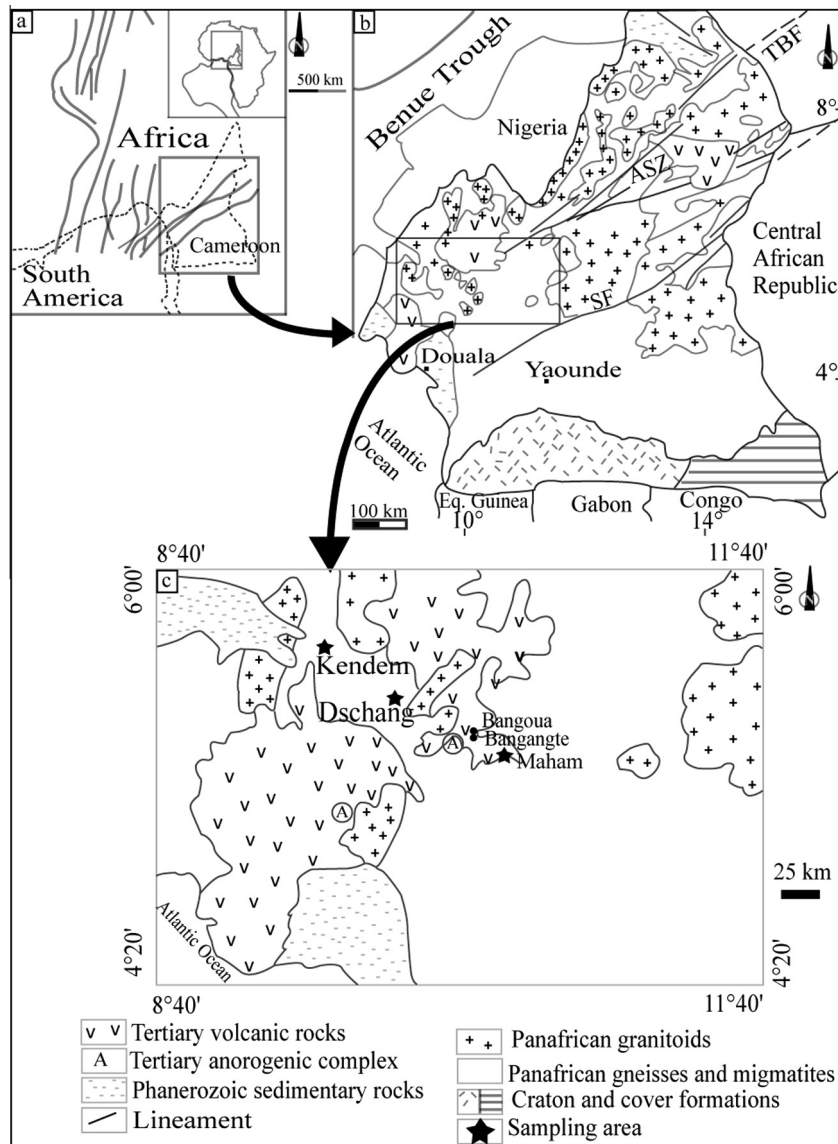 a
N
500 km
Africa
Cameroon
South
America
b
N
TBF
Benue Trough
Nigeria
8°
ASZ
Central
African
Republic
SF
Douala
Yaounde
4°
Atlantic
Ocean
100 km
Eq. Guinea
Gabon
Congo
10°
14°
8°40'
11°40'
6°00'
c
6°00'
N
Kendem
Dschang
Bangoua
A
Bangangte
Maham
A
25 km
Atlantic Ocean
4°20'
4°20'
8°40'
11°40'
v v Tertiary volcanic rocks
A Tertiary anorogenic complex
Phanerozoic sedimentary rocks
Lineament
Panafrican granitoids
Panafrican gneisses and migmatites
Craton and cover formations
Sampling area